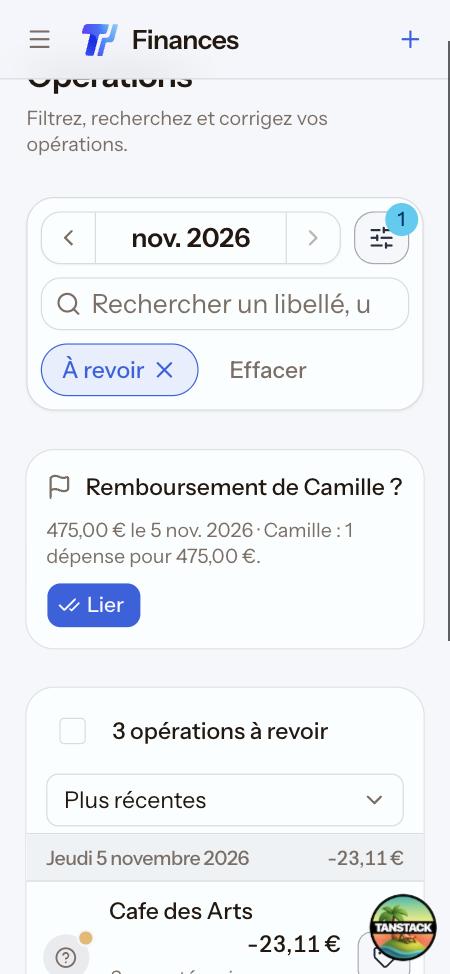 Finances
Opérations
Filtrez, recherchez et corrigez vos
opérations.
nov. 2026
1
Rechercher un libellé, u
À revoir
Effacer
Remboursement de Camille ?
475,00 € le 5 nov. 2026 · Camille : 1
dépense pour 475,00 €.
Lier
3 opérations à revoir
Plus récentes
Jeudi 5 novembre 2026
-23,11 €
Cafe des Arts
-23,11 €
TANSTACK